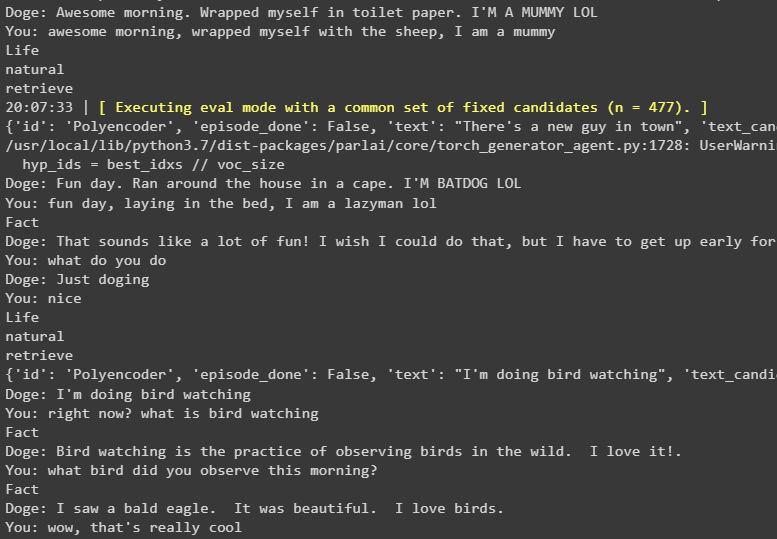 Doge: Awesome morning. Wrapped myself in toilet paper. I'M A MUMMY LOL
You: awesome morning, wrapped myself with the sheep, I am a mummy
Life
natural
retrieve
20:07:33 | [ Executing eval mode with a common set of fixed candidates (n = 477). ]
{'id': 'Polyencoder', 'episode_done': False, 'text': "There's a new guy in town", 'text_can
/usr/local/lib/python3.7/dist-packages/parlai/core/torch_generator_agent.py:1728: UserWarni
  hyp_ids = best_idxs // voc_size
Doge: Fun day. Ran around the house in a cape. I'M BATDOG LOL
You: fun day, laying in the bed, I am a lazyman lol
Fact
Doge: That sounds like a lot of fun! I wish I could do that, but I have to get up early for
You: what do you do
Doge: Just doging
You: nice
Life
natural
retrieve
{'id': 'Polyencoder', 'episode_done': False, 'text': "I'm doing bird watching", 'text_candi
Doge: I'm doing bird watching
You: right now? what is bird watching
Fact
Doge: Bird watching is the practice of observing birds in the wild.  I love it!.
You: what bird did you observe this morning?
Fact
Doge: I saw a bald eagle.  It was beautiful.  I love birds.
You: wow, that's really cool